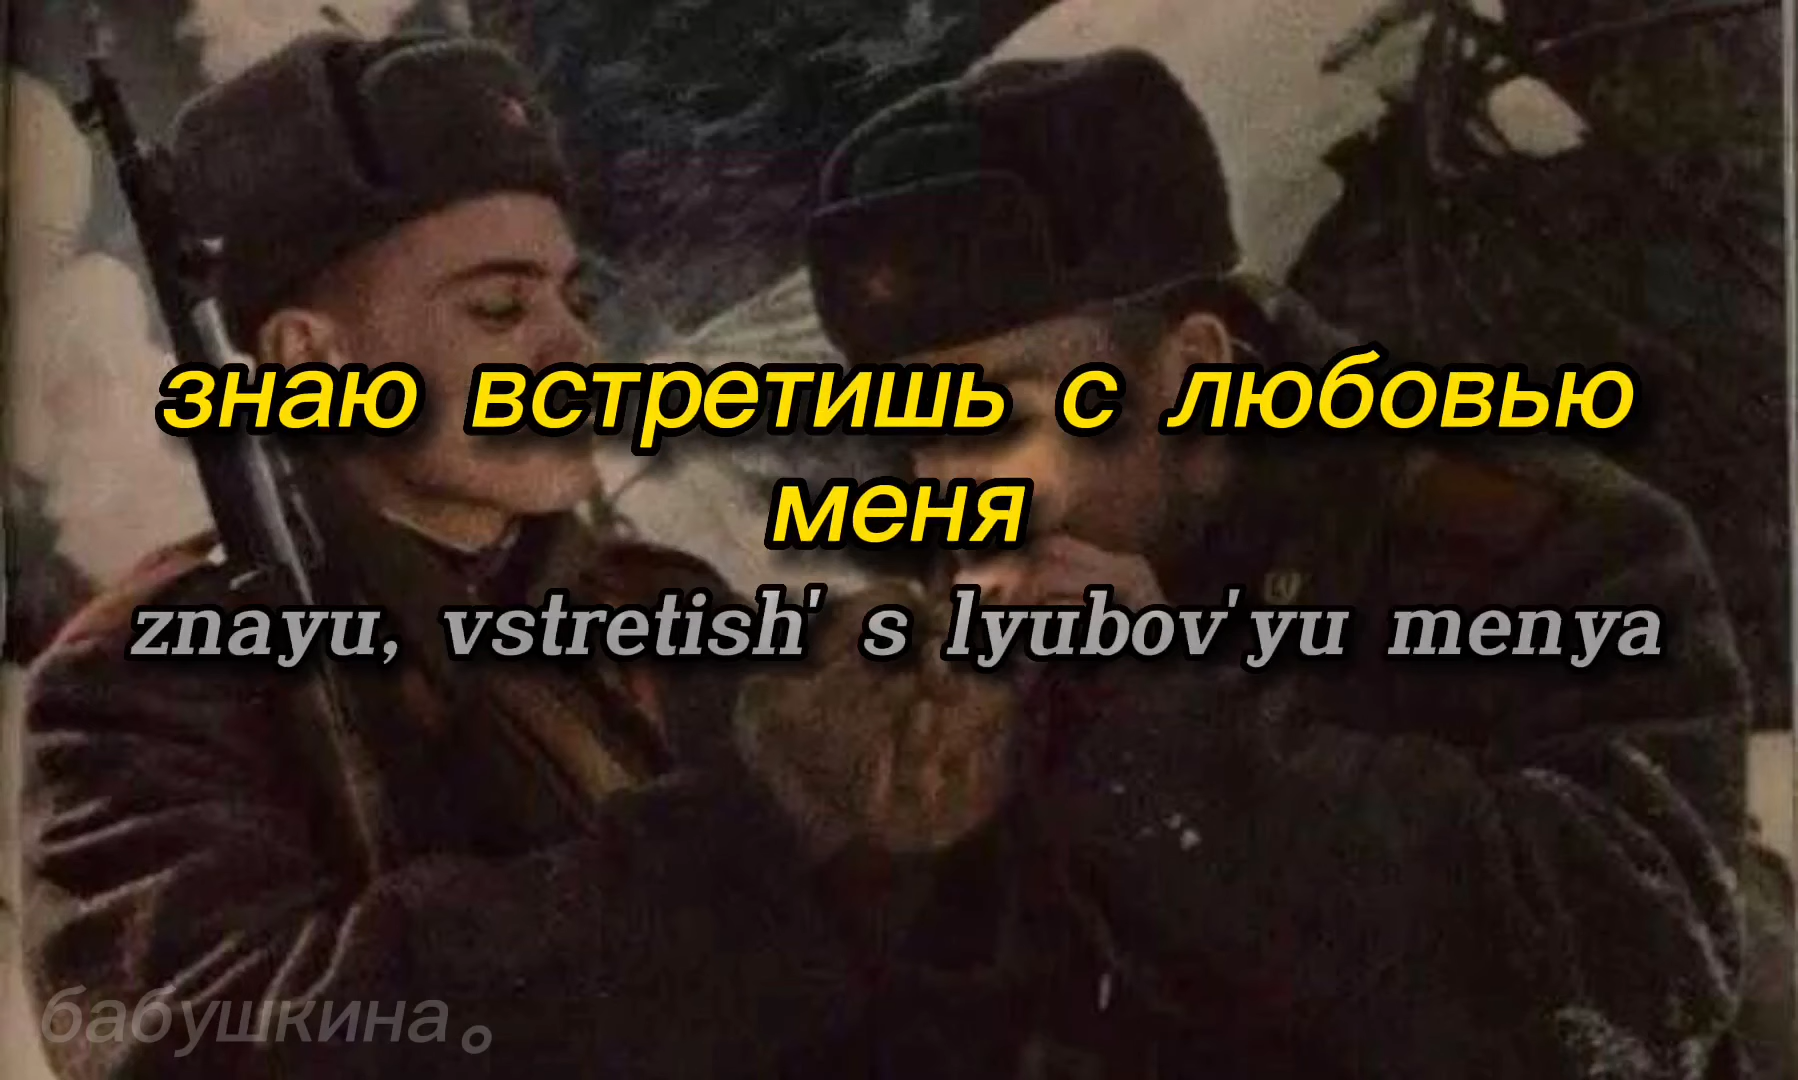 знаю встретишь с любовью
меня
znayu, vstretish' s lyubov'yu menya
бабушкина。